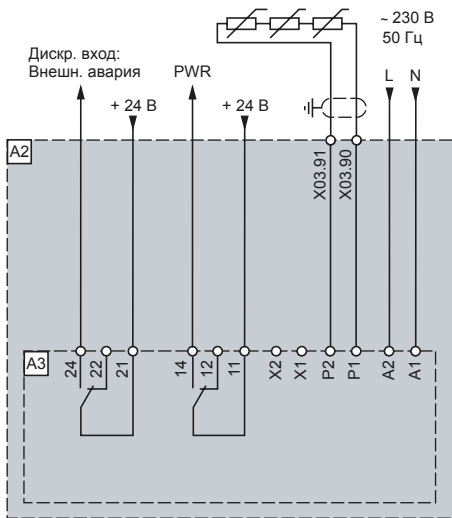 ~ 230 В
50 Гц
Дискр. вход:
Внешн. авария
PWR
+ 24 В
+ 24 В
L
N
A2
X03.91
X03.90
A3
24
22
21
14
12
11
X2
X1
P2
P1
A2
A1